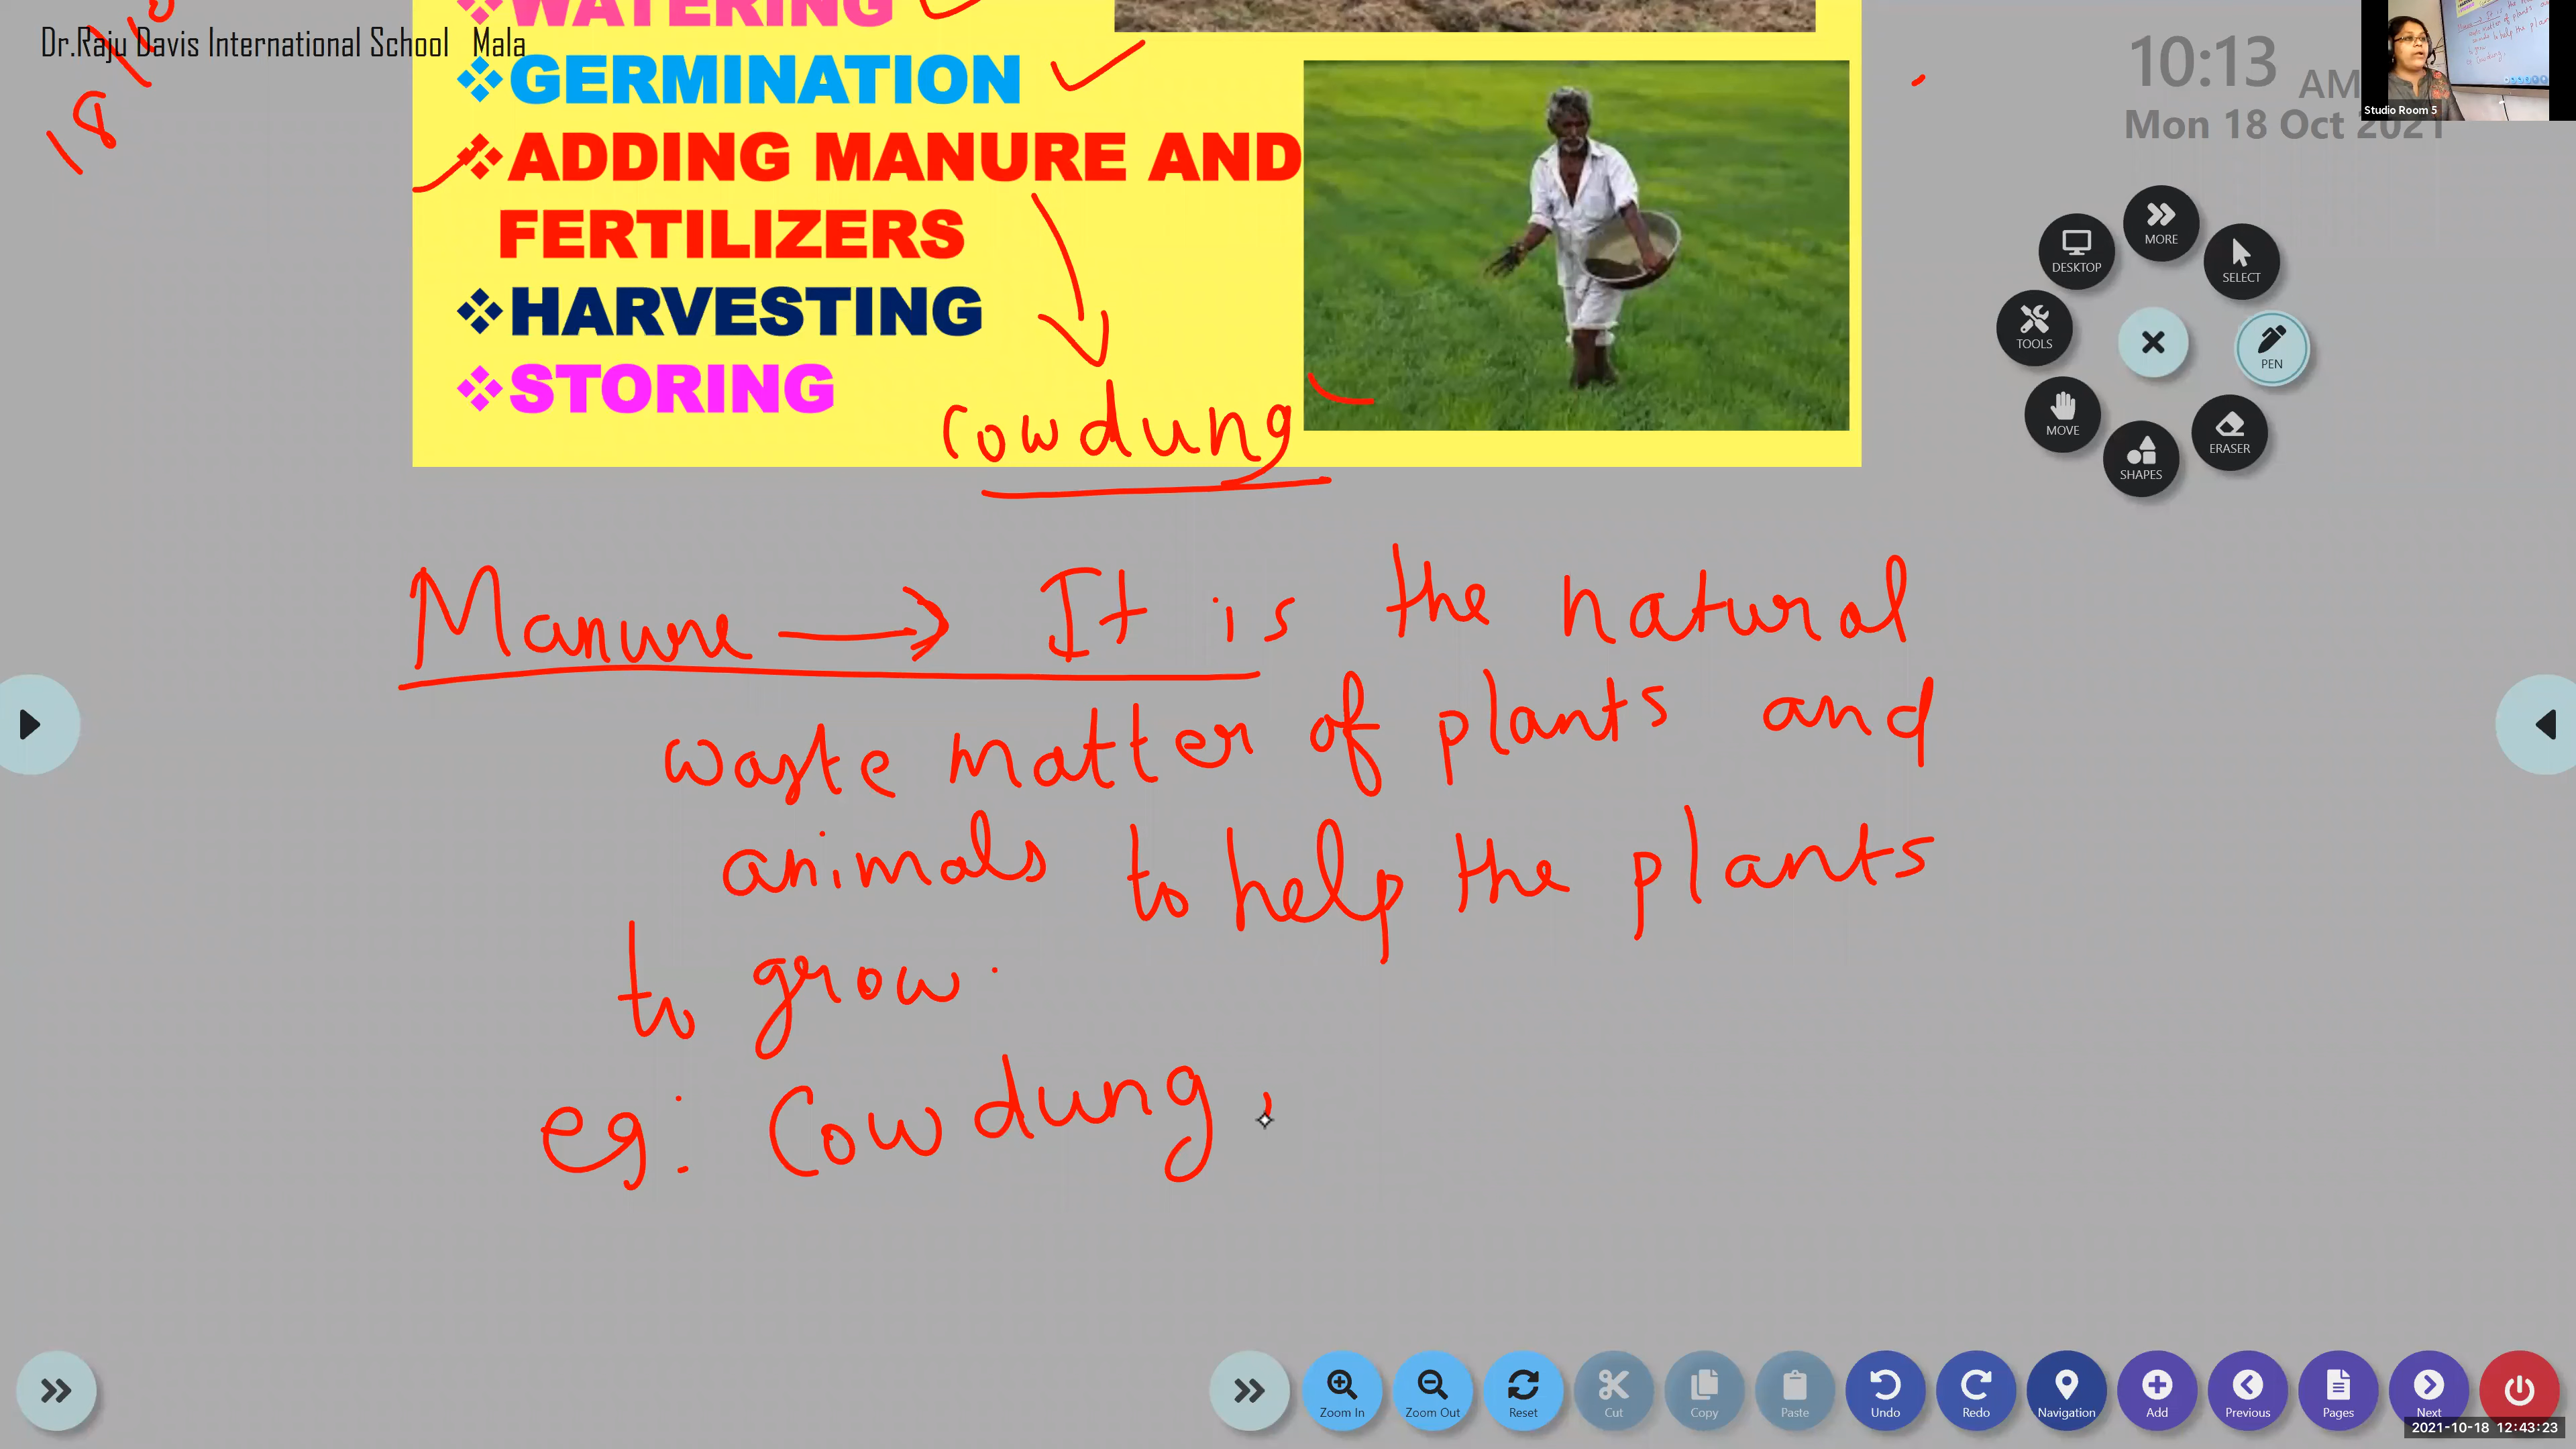 WATERING
Dr.Raju Davis International School Mala
GERMINATION
ADDING MANURE AND
FERTILIZERS
HARVESTING
STORING
cowdung
Manure → It is the natural
waste matter of plants and
animals to help the plants
to grow.
eg: Cowdung,
18/10
10:13 AM
Mon 18 Oct 2021
Studio Room 5
MORE
DESKTOP
SELECT
TOOLS
PEN
MOVE
ERASER
SHAPES
Zoom In
Zoom Out
Reset
Cut
Copy
Paste
Undo
Redo
Navigation
Add
Previous
Pages
Next
2021-10-18 12:43:23